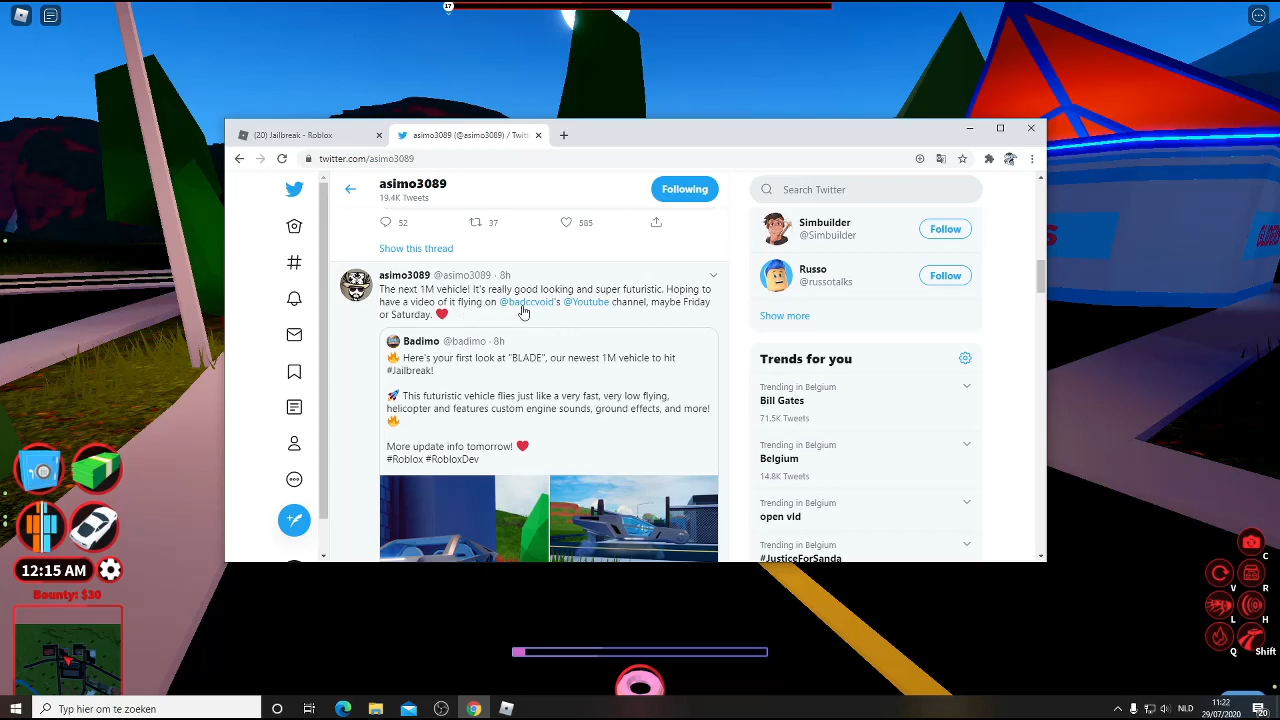 17
(20) Jailbreak - Roblox
asimo3089 (@asimo3089) / Twitt
twitter.com/asimo3089
asimo3089
19.4K Tweets
Following
Search Twitter
52
37
585
Show this thread
asimo3089 @asimo3089 · 8h
The next 1M vehicle! It's really good looking and super futuristic. Hoping to
have a video of it flying on @badccvoid's @Youtube channel, maybe Friday
or Saturday. ❤️
Badimo @badimo · 8h
🔥 Here's your first look at "BLADE", our newest 1M vehicle to hit
#Jailbreak!
🚀 This futuristic vehicle flies just like a very fast, very low flying,
helicopter and features custom engine sounds, ground effects, and more!
🔥
More update info tomorrow! ❤️
#Roblox #RobloxDev
Simbuilder
@Simbuilder
Follow
Russo
@russotalks
Follow
Show more
Trends for you
Trending in Belgium
Bill Gates
71.5K Tweets
Trending in Belgium
Belgium
14.8K Tweets
Trending in Belgium
open vld
Trending in Belgium
#JusticeForSanda
12:15 AM
Bounty: $30
C
V
R
L
H
Q
Shift
Typ hier om te zoeken
NLD
11:22
29/07/2020
20